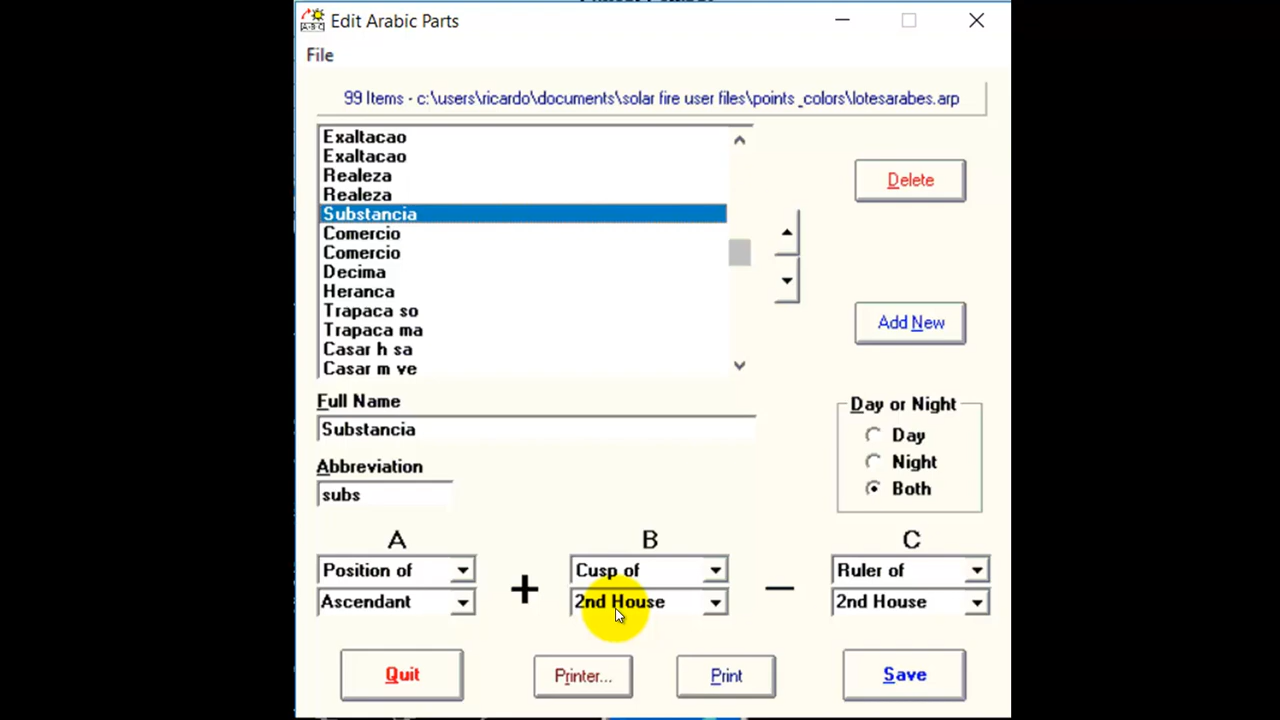 Edit Arabic Parts
File
99 Items - c:\users\ricardo\documents\solar fire user files\points _colors\lotesarabes.arp
Exaltacao
Exaltacao
Realeza
Realeza
Substancia
Comercio
Comercio
Decima
Heranca
Trapaca so
Trapaca ma
Casar h sa
Casar m ve
Delete
Add New
Full Name
Substancia
Abbreviation
subs
Day or Night
Day
Night
Both
A B C
Position of Cusp of Ruler of
Ascendant + 2nd House – 2nd House
Quit Printer... Print Save